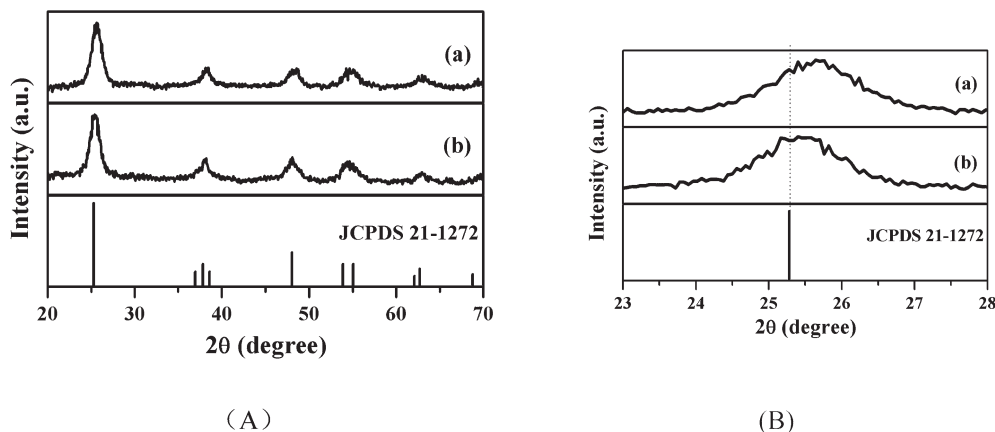 Intensity (a.u.)
(a)
(b)
JCPDS 21-1272
20 30 40 50 60 70
2θ (degree)
(A)
Intensity (a.u.)
(a)
(b)
JCPDS 21-1272
23 24 25 26 27 28
2θ (degree)
(B)